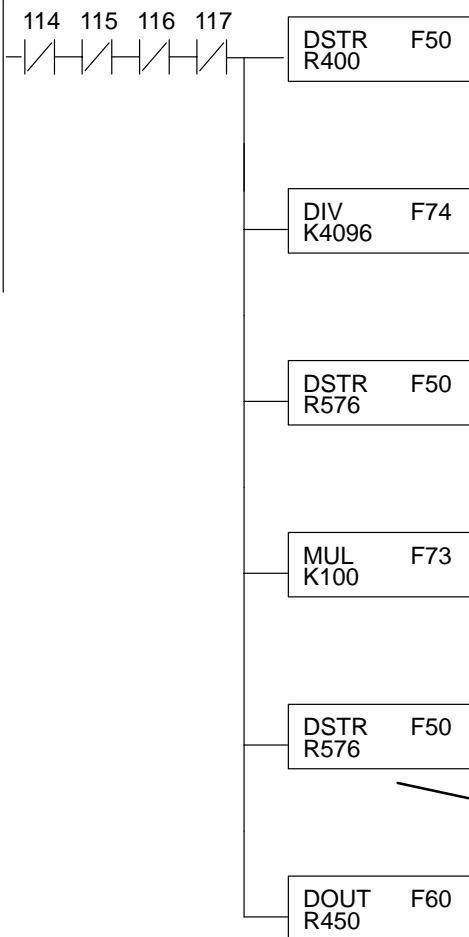 114 115 116 117
DSTR F50
R400
DIV F74
K4096
DSTR F50
R576
MUL F73
K100
DSTR F50
R576
DOUT F60
R450